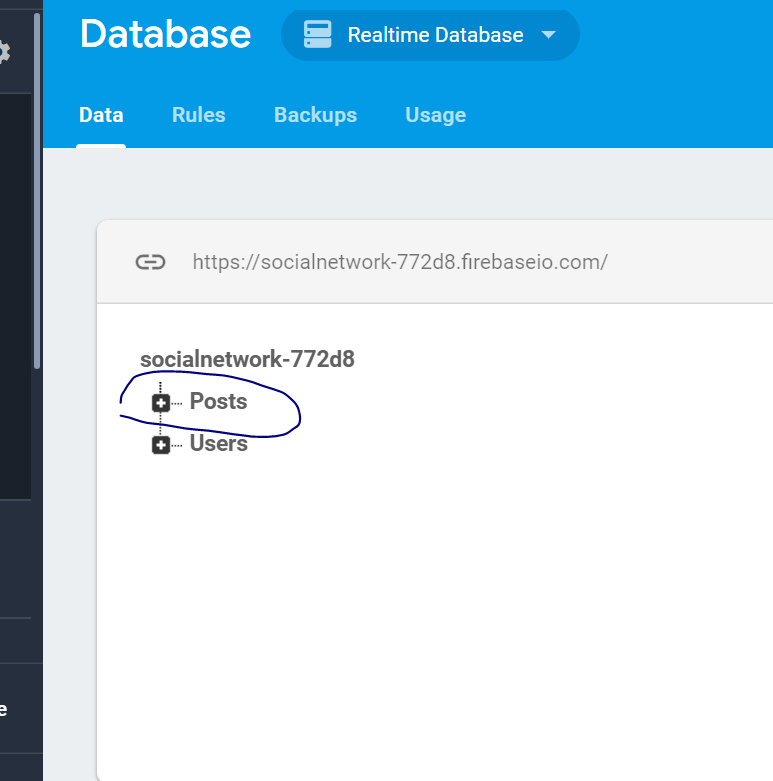 Database
Realtime Database
Data Rules Backups Usage
https://socialnetwork-772d8.firebaseio.com/
socialnetwork-772d8
Posts
Users
e